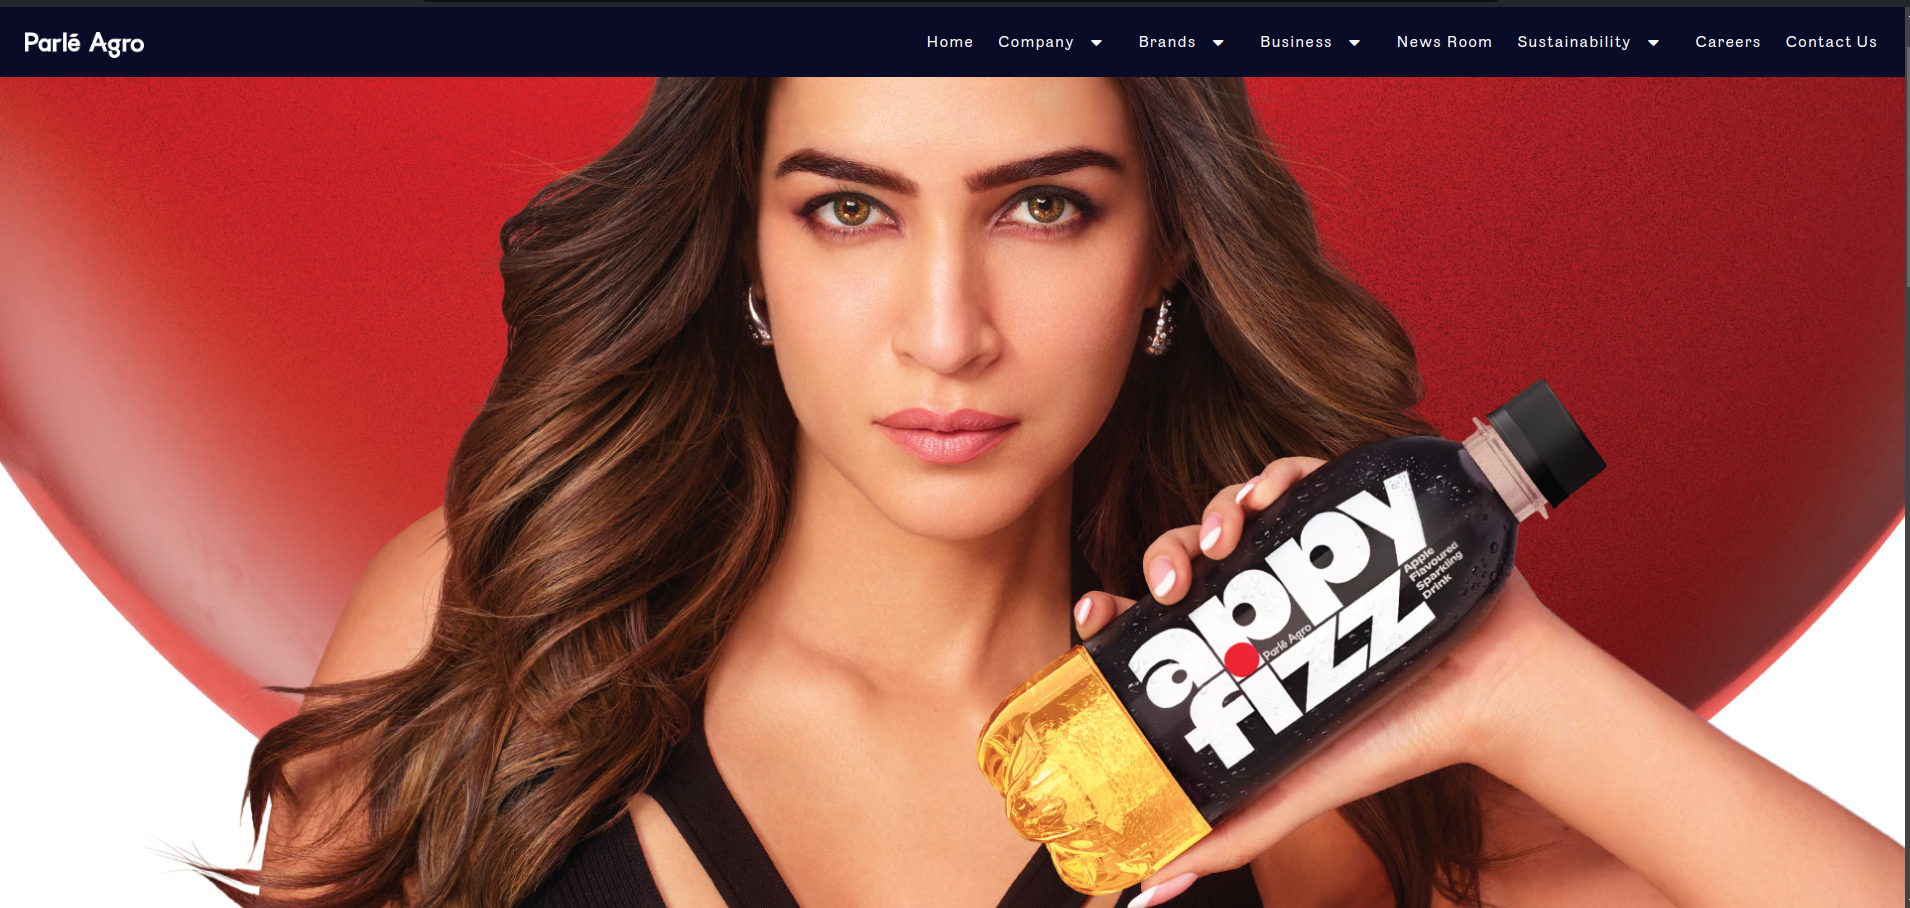 Parlé Agro
Home Company Brands Business News Room Sustainability Careers Contact Us
appy
fizz
Parlé Agro
Apple
Flavoured
Sparkling
Drink